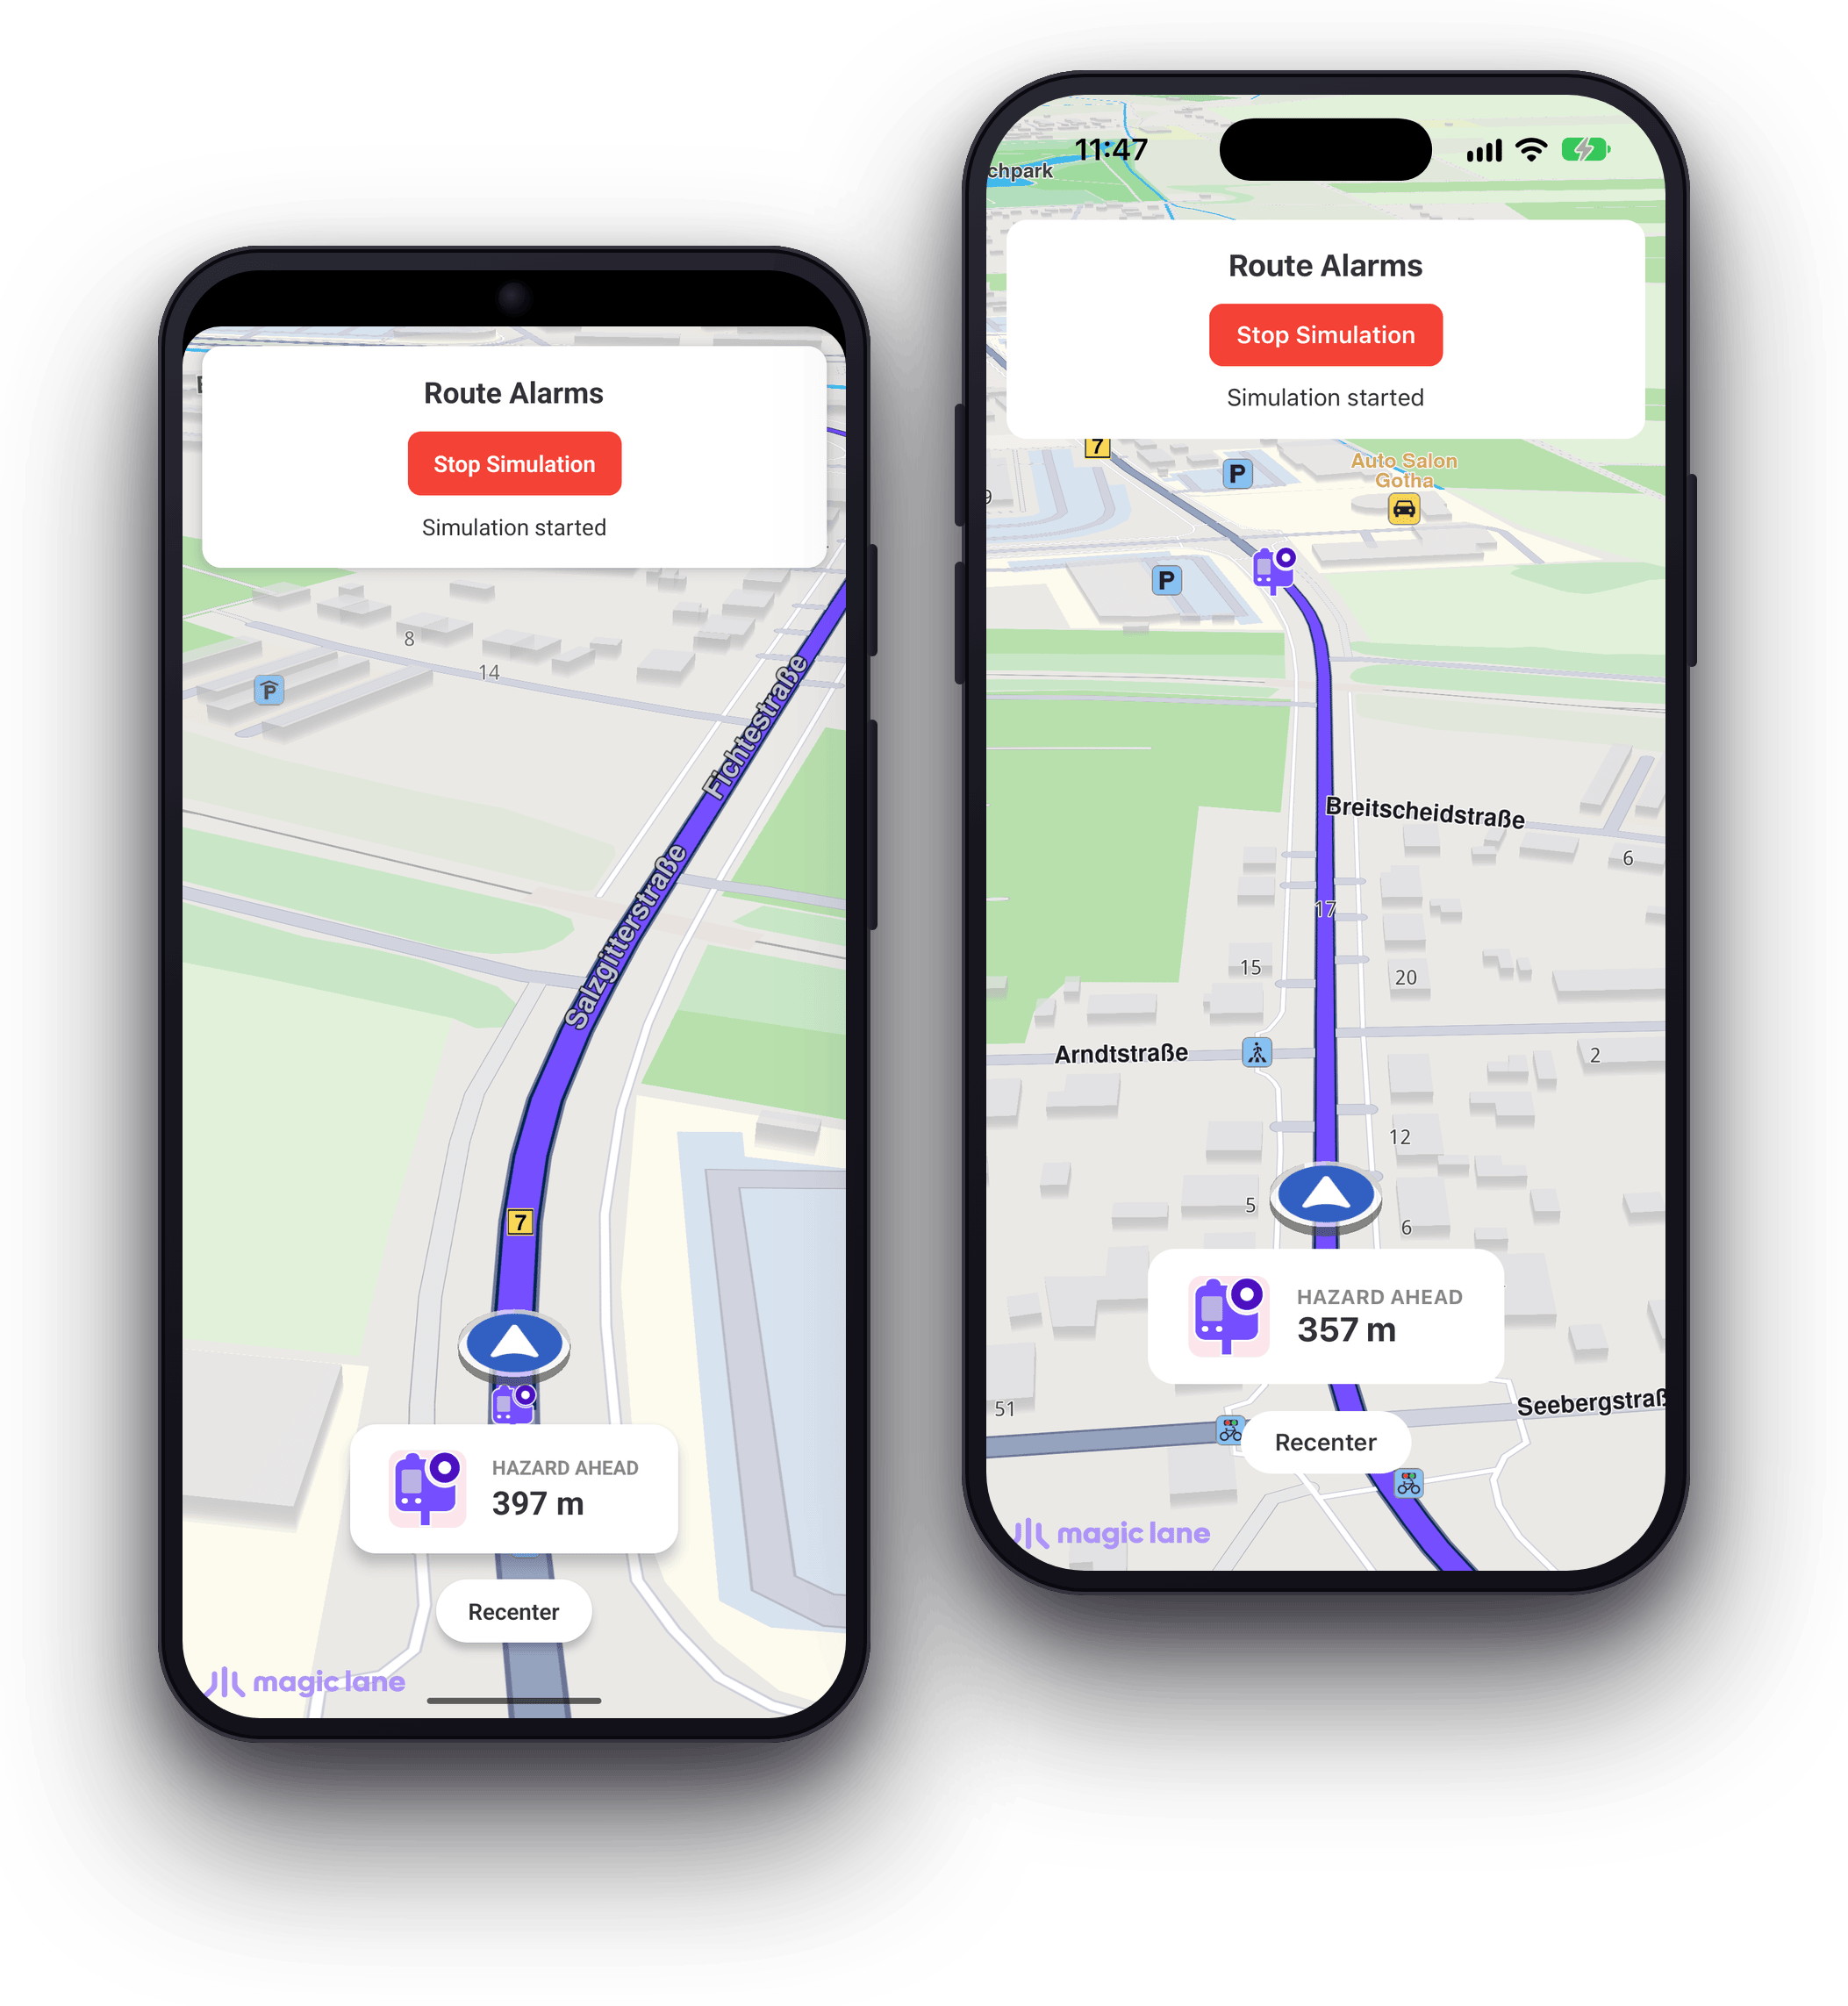 Route Alarms
Stop Simulation
Simulation started
8
14
P
Fichtestraße
Salzgitterstraße
7
HAZARD AHEAD
397 m
Recenter
magic lane
11:47
chpark
Route Alarms
Stop Simulation
Simulation started
7
P
Auto Salon
Gotha
9
P
Breitscheidstraße
6
17
15
20
Arndtstraße
2
12
5
6
HAZARD AHEAD
357 m
51
Seebergstraß
Recenter
magic lane